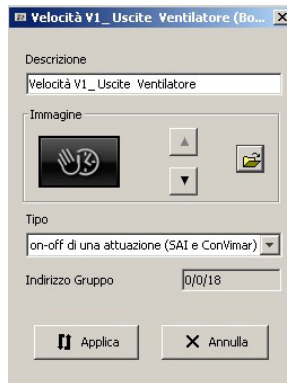 Velocità V1_ Uscite Ventilatore (Bo...
Descrizione
Velocità V1_ Uscite Ventilatore
Immagine
Tipo
on-off di una attuazione (SAI e ConVimar)
Indirizzo Gruppo
0/0/18
Applica
Annulla